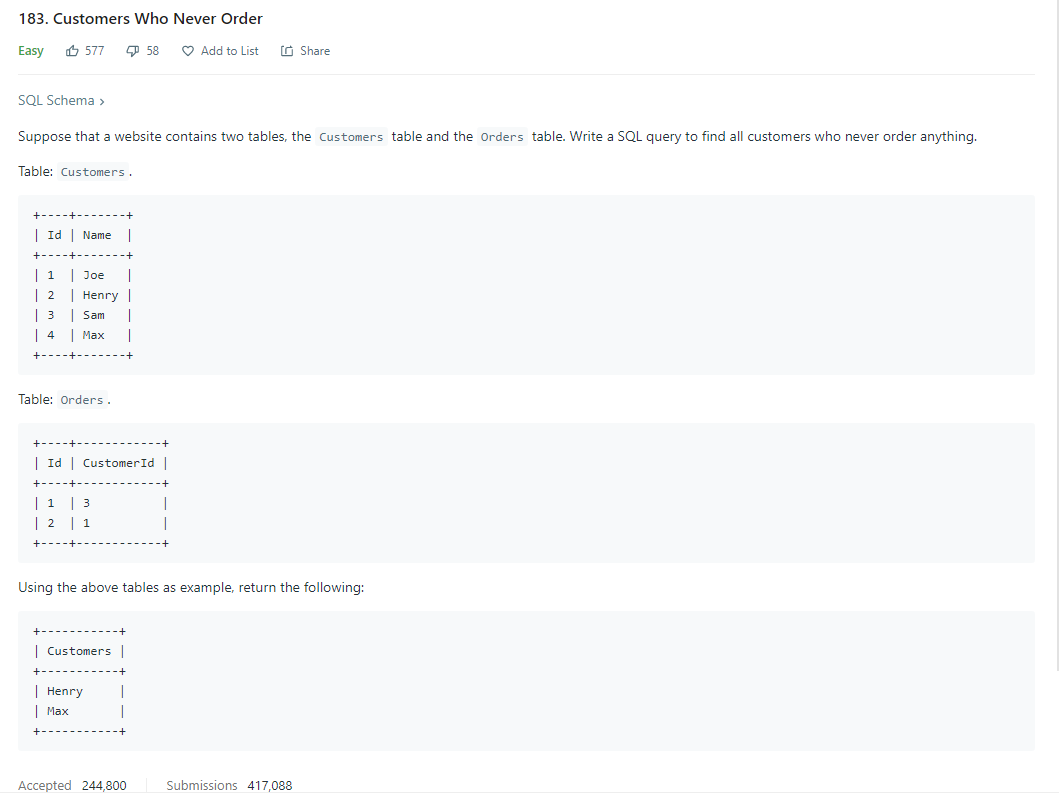 183. Customers Who Never Order
Easy 577 58 Add to List Share
SQL Schema >
Suppose that a website contains two tables, the Customers table and the Orders table. Write a SQL query to find all customers who never order anything.
Table: Customers.
+----+-------+
| Id | Name  |
+----+-------+
| 1  | Joe   |
| 2  | Henry |
| 3  | Sam   |
| 4  | Max   |
+----+-------+
Table: Orders.
+----+------------+
| Id | CustomerId |
+----+------------+
| 1  | 3          |
| 2  | 1          |
+----+------------+
Using the above tables as example, return the following:
+-----------+
| Customers |
+-----------+
| Henry     |
| Max       |
+-----------+
Accepted 244,800 Submissions 417,088